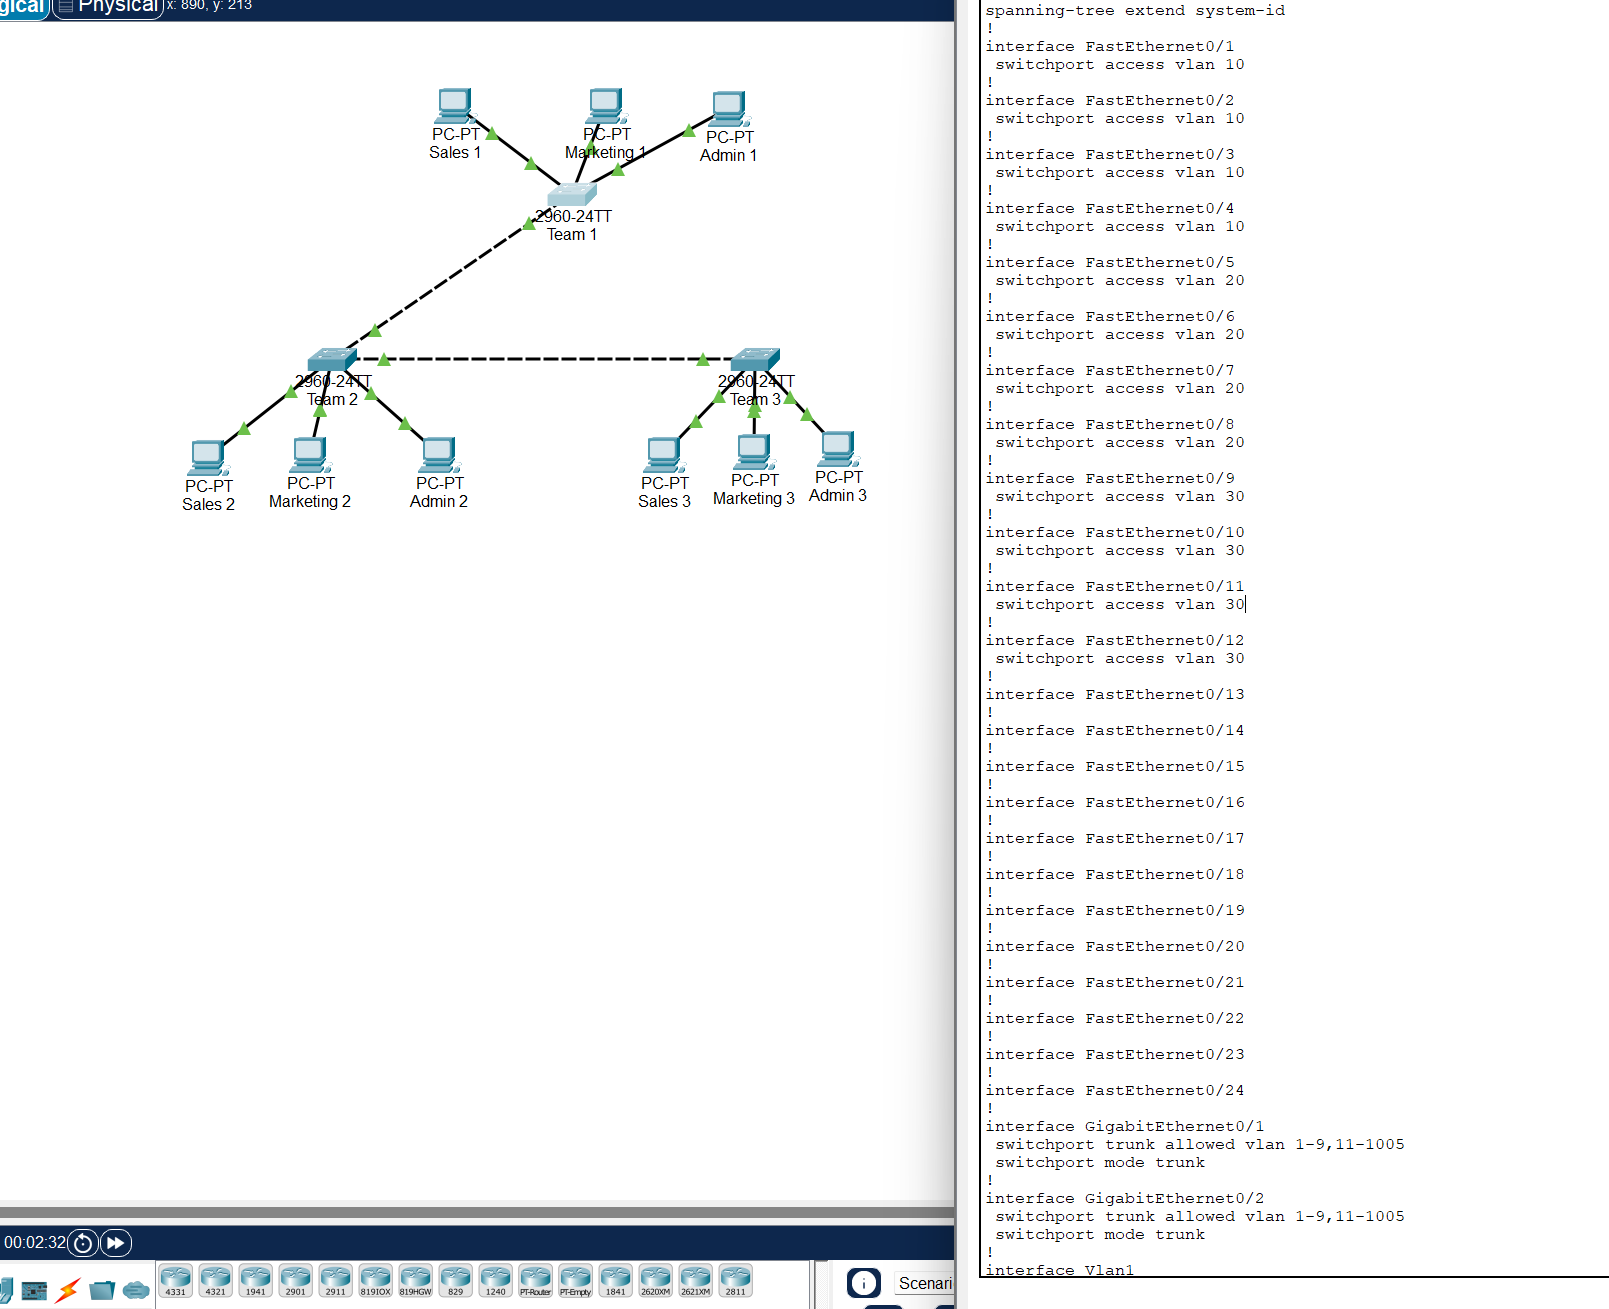 gical
Physical
x: 890, y: 213
PC-PT
Sales 1
PC-PT
Marketing 1
PC-PT
Admin 1
2960-24TT
Team 1
2960-24TT
Team 2
2960-24TT
Team 3
PC-PT
Sales 2
PC-PT
Marketing 2
PC-PT
Admin 2
PC-PT
Sales 3
PC-PT
Marketing 3
PC-PT
Admin 3
00:02:32
4331
4321
1941
2901
2911
819IOX
819HGW
829
1240
PT-Router
PT-Empty
1841
2620XM
2621XM
2811
Scenari
spanning-tree extend system-id
!
interface FastEthernet0/1
switchport access vlan 10
!
interface FastEthernet0/2
switchport access vlan 10
!
interface FastEthernet0/3
switchport access vlan 10
!
interface FastEthernet0/4
switchport access vlan 10
!
interface FastEthernet0/5
switchport access vlan 20
!
interface FastEthernet0/6
switchport access vlan 20
!
interface FastEthernet0/7
switchport access vlan 20
!
interface FastEthernet0/8
switchport access vlan 20
!
interface FastEthernet0/9
switchport access vlan 30
!
interface FastEthernet0/10
switchport access vlan 30
!
interface FastEthernet0/11
switchport access vlan 30
!
interface FastEthernet0/12
switchport access vlan 30
!
interface FastEthernet0/13
!
interface FastEthernet0/14
!
interface FastEthernet0/15
!
interface FastEthernet0/16
!
interface FastEthernet0/17
!
interface FastEthernet0/18
!
interface FastEthernet0/19
!
interface FastEthernet0/20
!
interface FastEthernet0/21
!
interface FastEthernet0/22
!
interface FastEthernet0/23
!
interface FastEthernet0/24
!
interface GigabitEthernet0/1
switchport trunk allowed vlan 1-9,11-1005
switchport mode trunk
!
interface GigabitEthernet0/2
switchport trunk allowed vlan 1-9,11-1005
switchport mode trunk
!
interface Vlan1